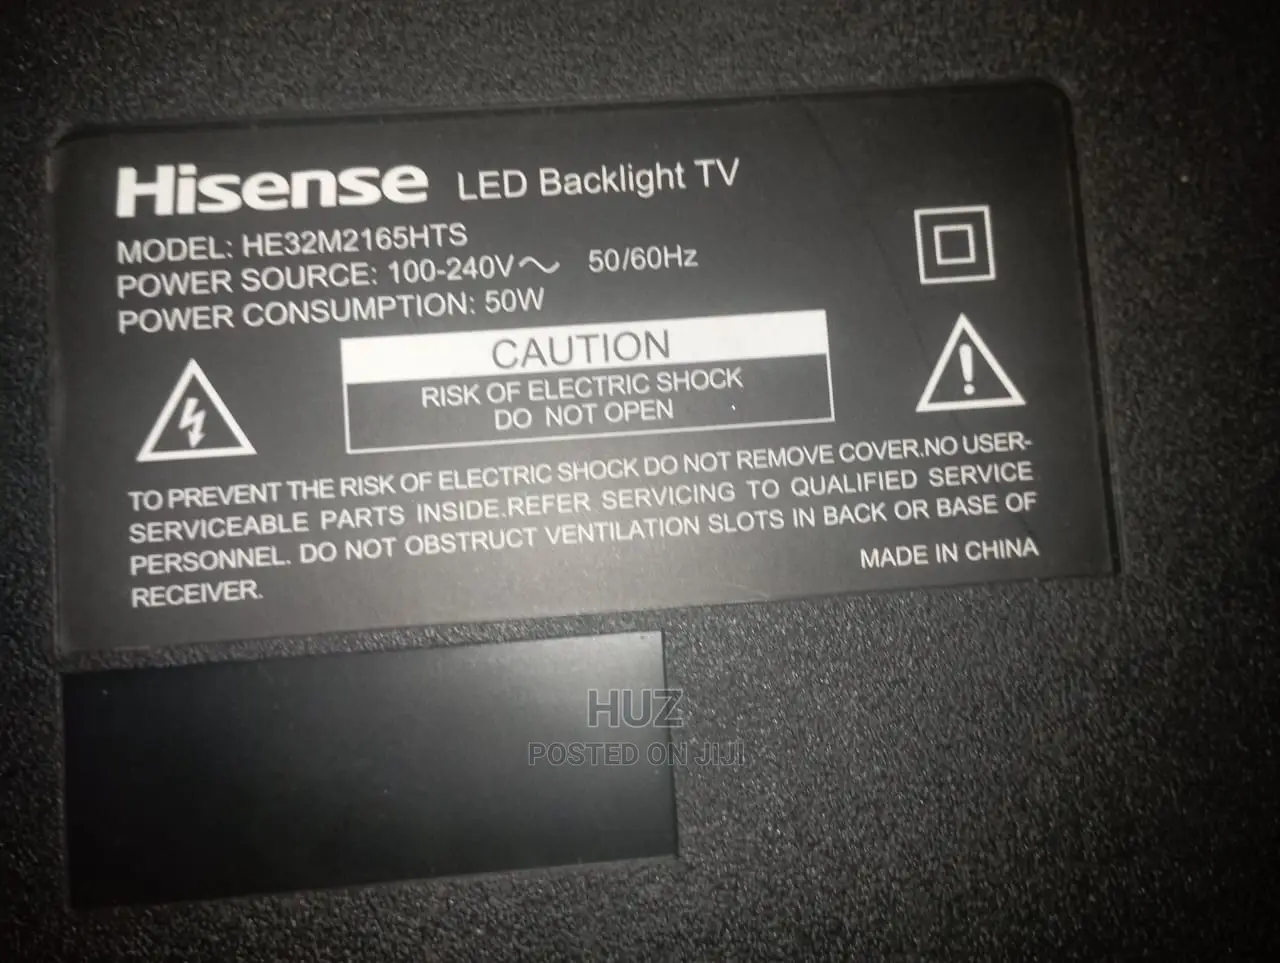 Hisense LED Backlight TV
MODEL: HE32M2165HTS
POWER SOURCE: 100-240V～ 50/60Hz
POWER CONSUMPTION: 50W
CAUTION
RISK OF ELECTRIC SHOCK
DO NOT OPEN
TO PREVENT THE RISK OF ELECTRIC SHOCK DO NOT REMOVE COVER.NO USER-
SERVICEABLE PARTS INSIDE.REFER SERVICING TO QUALIFIED SERVICE
PERSONNEL. DO NOT OBSTRUCT VENTILATION SLOTS IN BACK OR BASE OF
RECEIVER.
MADE IN CHINA
HUZ
POSTED ON JIJI